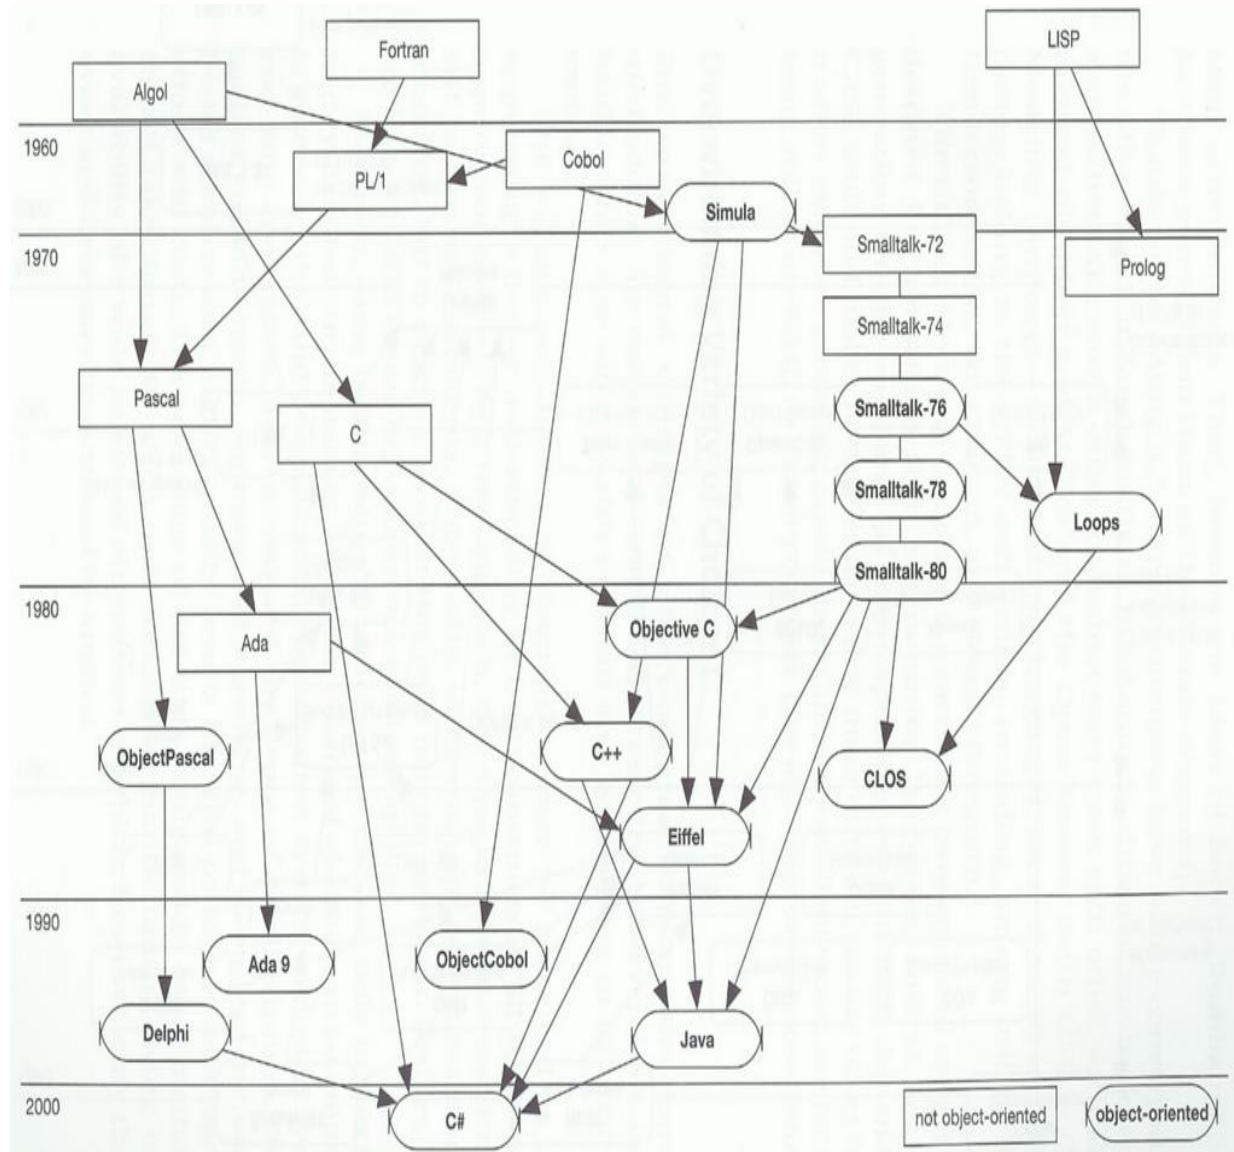 Fortran
LISP
Algol
1960
Cobol
PL/1
Simula
1970
Smalltalk-72
Prolog
Smalltalk-74
Pascal
C
Smalltalk-76
Smalltalk-78
Loops
Smalltalk-80
1980
Objective C
Ada
ObjectPascal
C++
CLOS
Eiffel
1990
Ada 9
ObjectCobol
Delphi
Java
2000
C#
not object-oriented
object-oriented